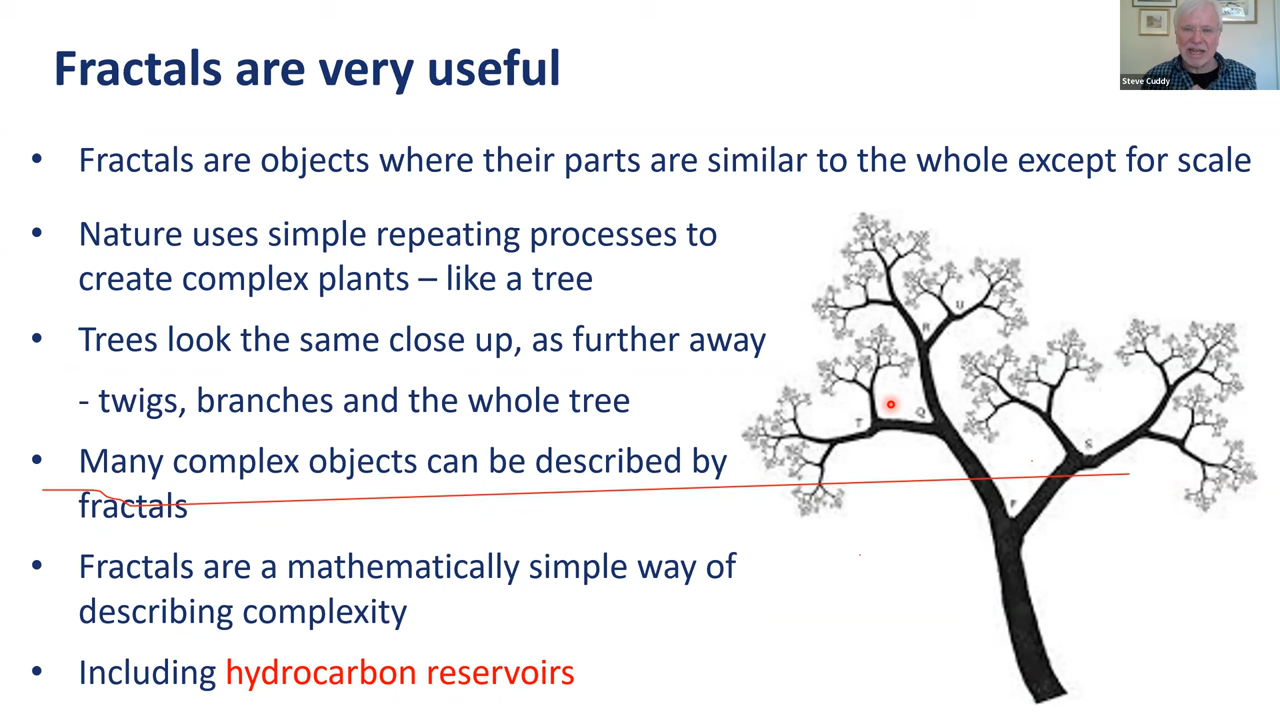 Fractals are very useful
Steve Cuddy
• Fractals are objects where their parts are similar to the whole except for scale
• Nature uses simple repeating processes to
create complex plants – like a tree
• Trees look the same close up, as further away
- twigs, branches and the whole tree
• Many complex objects can be described by
fractals
• Fractals are a mathematically simple way of
describing complexity
• Including hydrocarbon reservoirs
U
R
T
Q
S
P